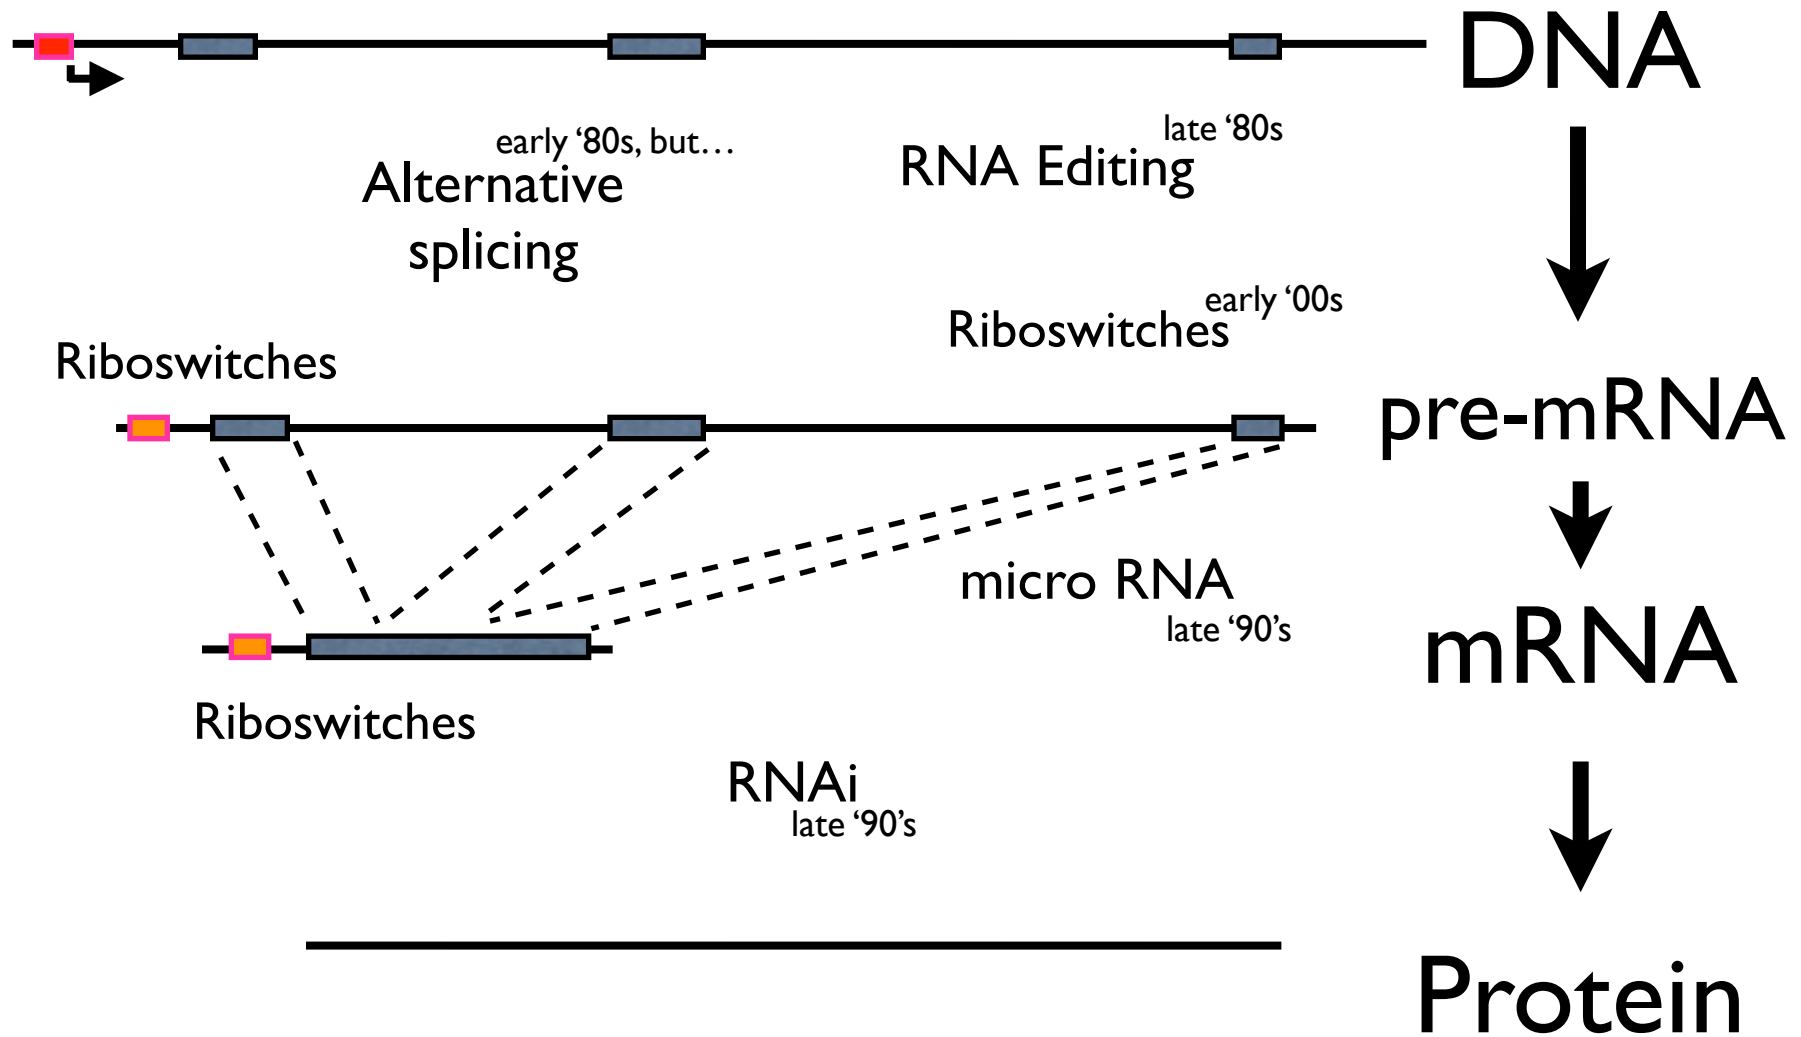 DNA
early ‘80s, but…
late ‘80s
Alternative
splicing
RNA Editing
early ‘00s
Riboswitches
Riboswitches
pre-mRNA
micro RNA
late ‘90’s
mRNA
Riboswitches
RNAi
late ‘90’s
Protein